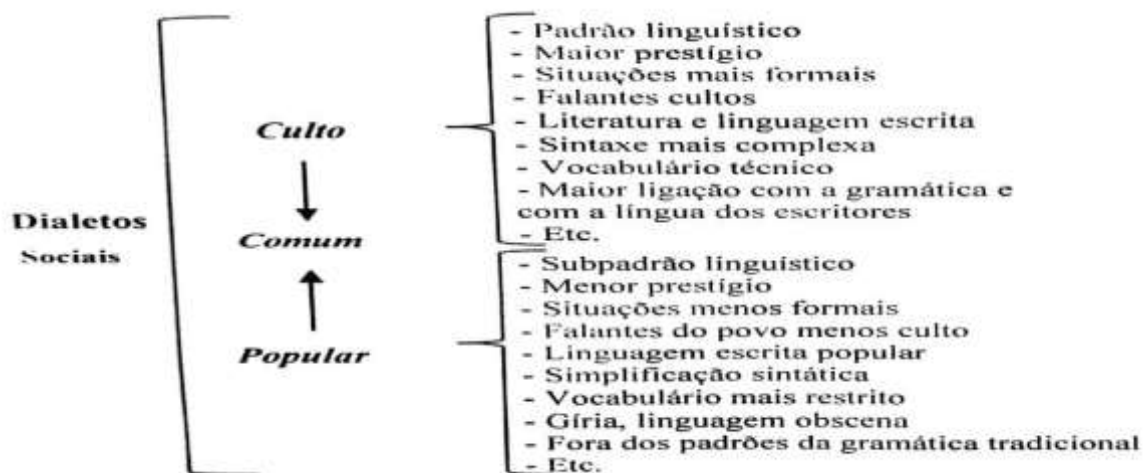 Dialetos
Sociais
Culto
Comum
Popular
- Padrão linguístico
- Maior prestígio
- Situações mais formais
- Falantes cultos
- Literatura e linguagem escrita
- Sintaxe mais complexa
- Vocabulário técnico
- Maior ligação com a gramática e
com a língua dos escritores
- Etc.
- Subpadrão linguístico
- Menor prestígio
- Situações menos formais
- Falantes do povo menos culto
- Linguagem escrita popular
- Simplificação sintática
- Vocabulário mais restrito
- Gíria, linguagem obscena
- Fora dos padrões da gramática tradicional
- Etc.